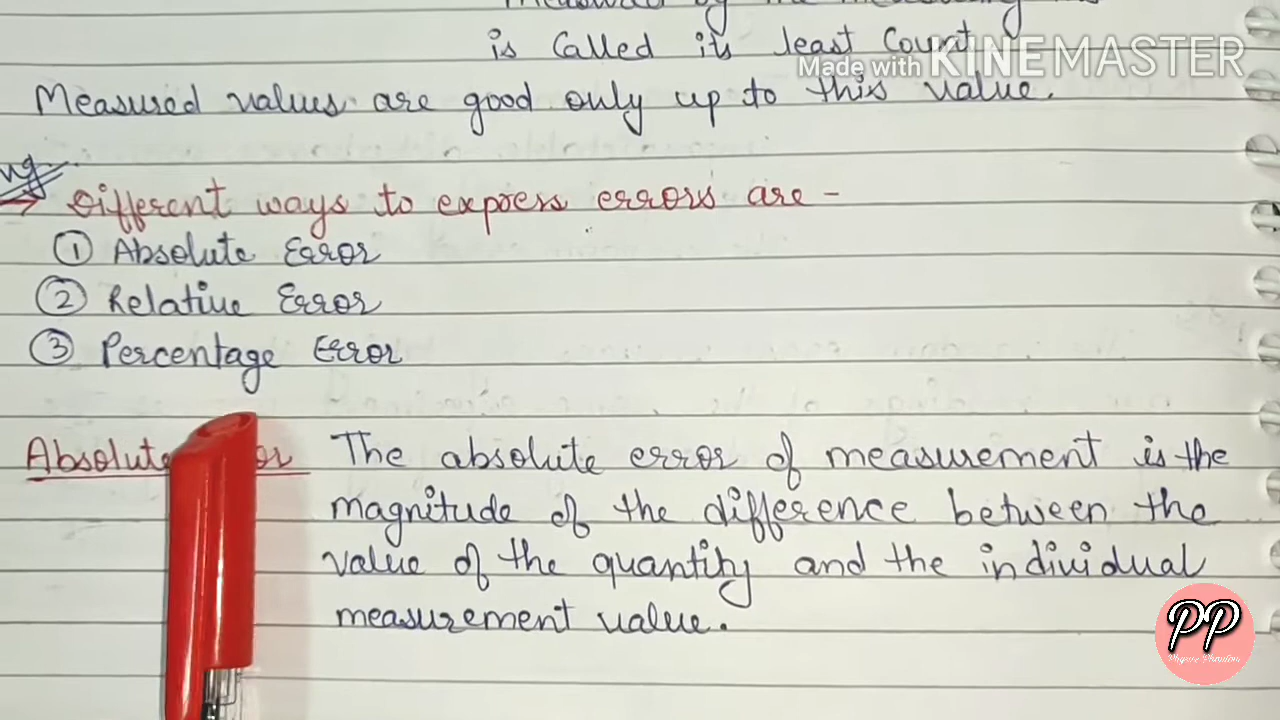 is called its least count
Made with KINEMASTER
Measured values are good only up to this value.
Different ways to express errors are -
① Absolute Error
② Relative Error
③ Percentage Error
Absolute The absolute error of measurement is the
magnitude of the difference between the
value of the quantity and the individual
measurement value.
PP